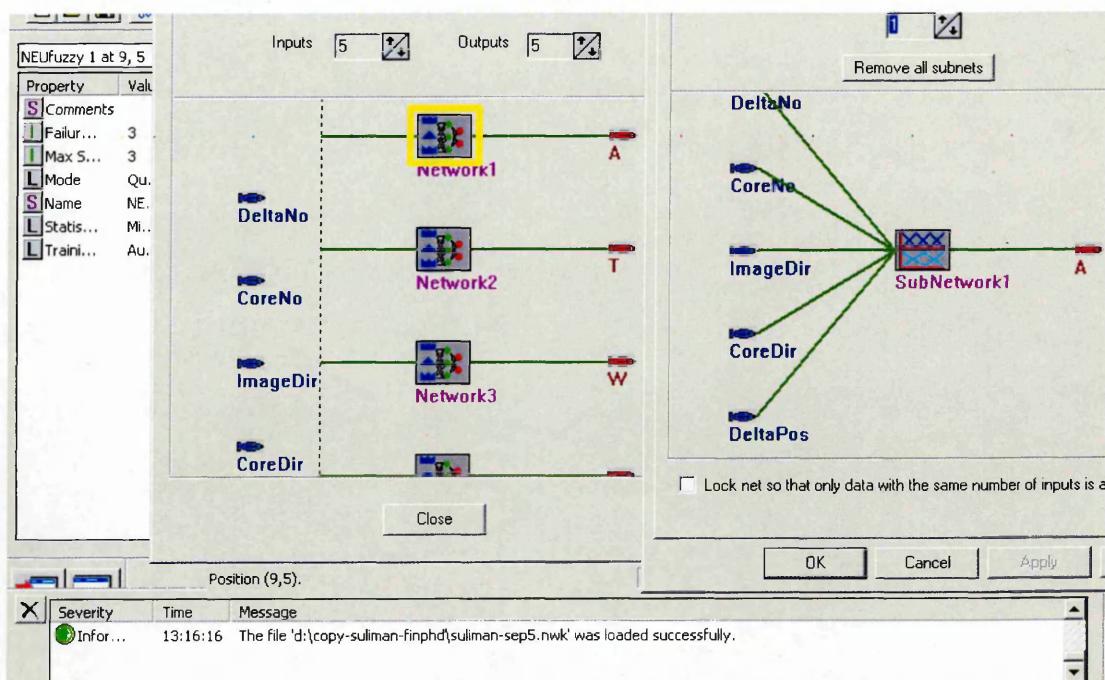 NEUfuzzy 1 at 9, 5
Property Valu
S Comments
I Failur... 3
I Max S... 3
L Mode Qu.
S Name NE.
L Statis... Mi..
L Traini... Au.
Inputs 5 Outputs 5
Network1
A
DeltaNo
Network2
T
CoreNo
Network3
W
ImageDir
CoreDir
Close
1
Remove all subnets
DeltaNo
CoreNo
ImageDir
SubNetwork1
A
CoreDir
DeltaPos
Lock net so that only data with the same number of inputs is a
OK Cancel Apply
Position (9,5).
Severity Time Message
Infor... 13:16:16 The file 'd:\copy-suliman-finphd\suliman-sep5.nwk' was loaded successfully.